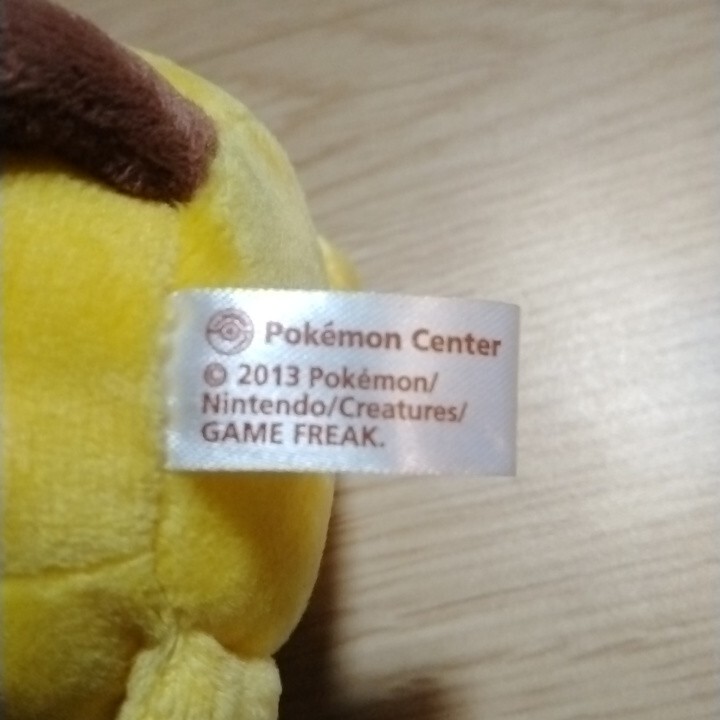 Pokémon Center
© 2013 Pokémon/
Nintendo/Creatures/
GAME FREAK.